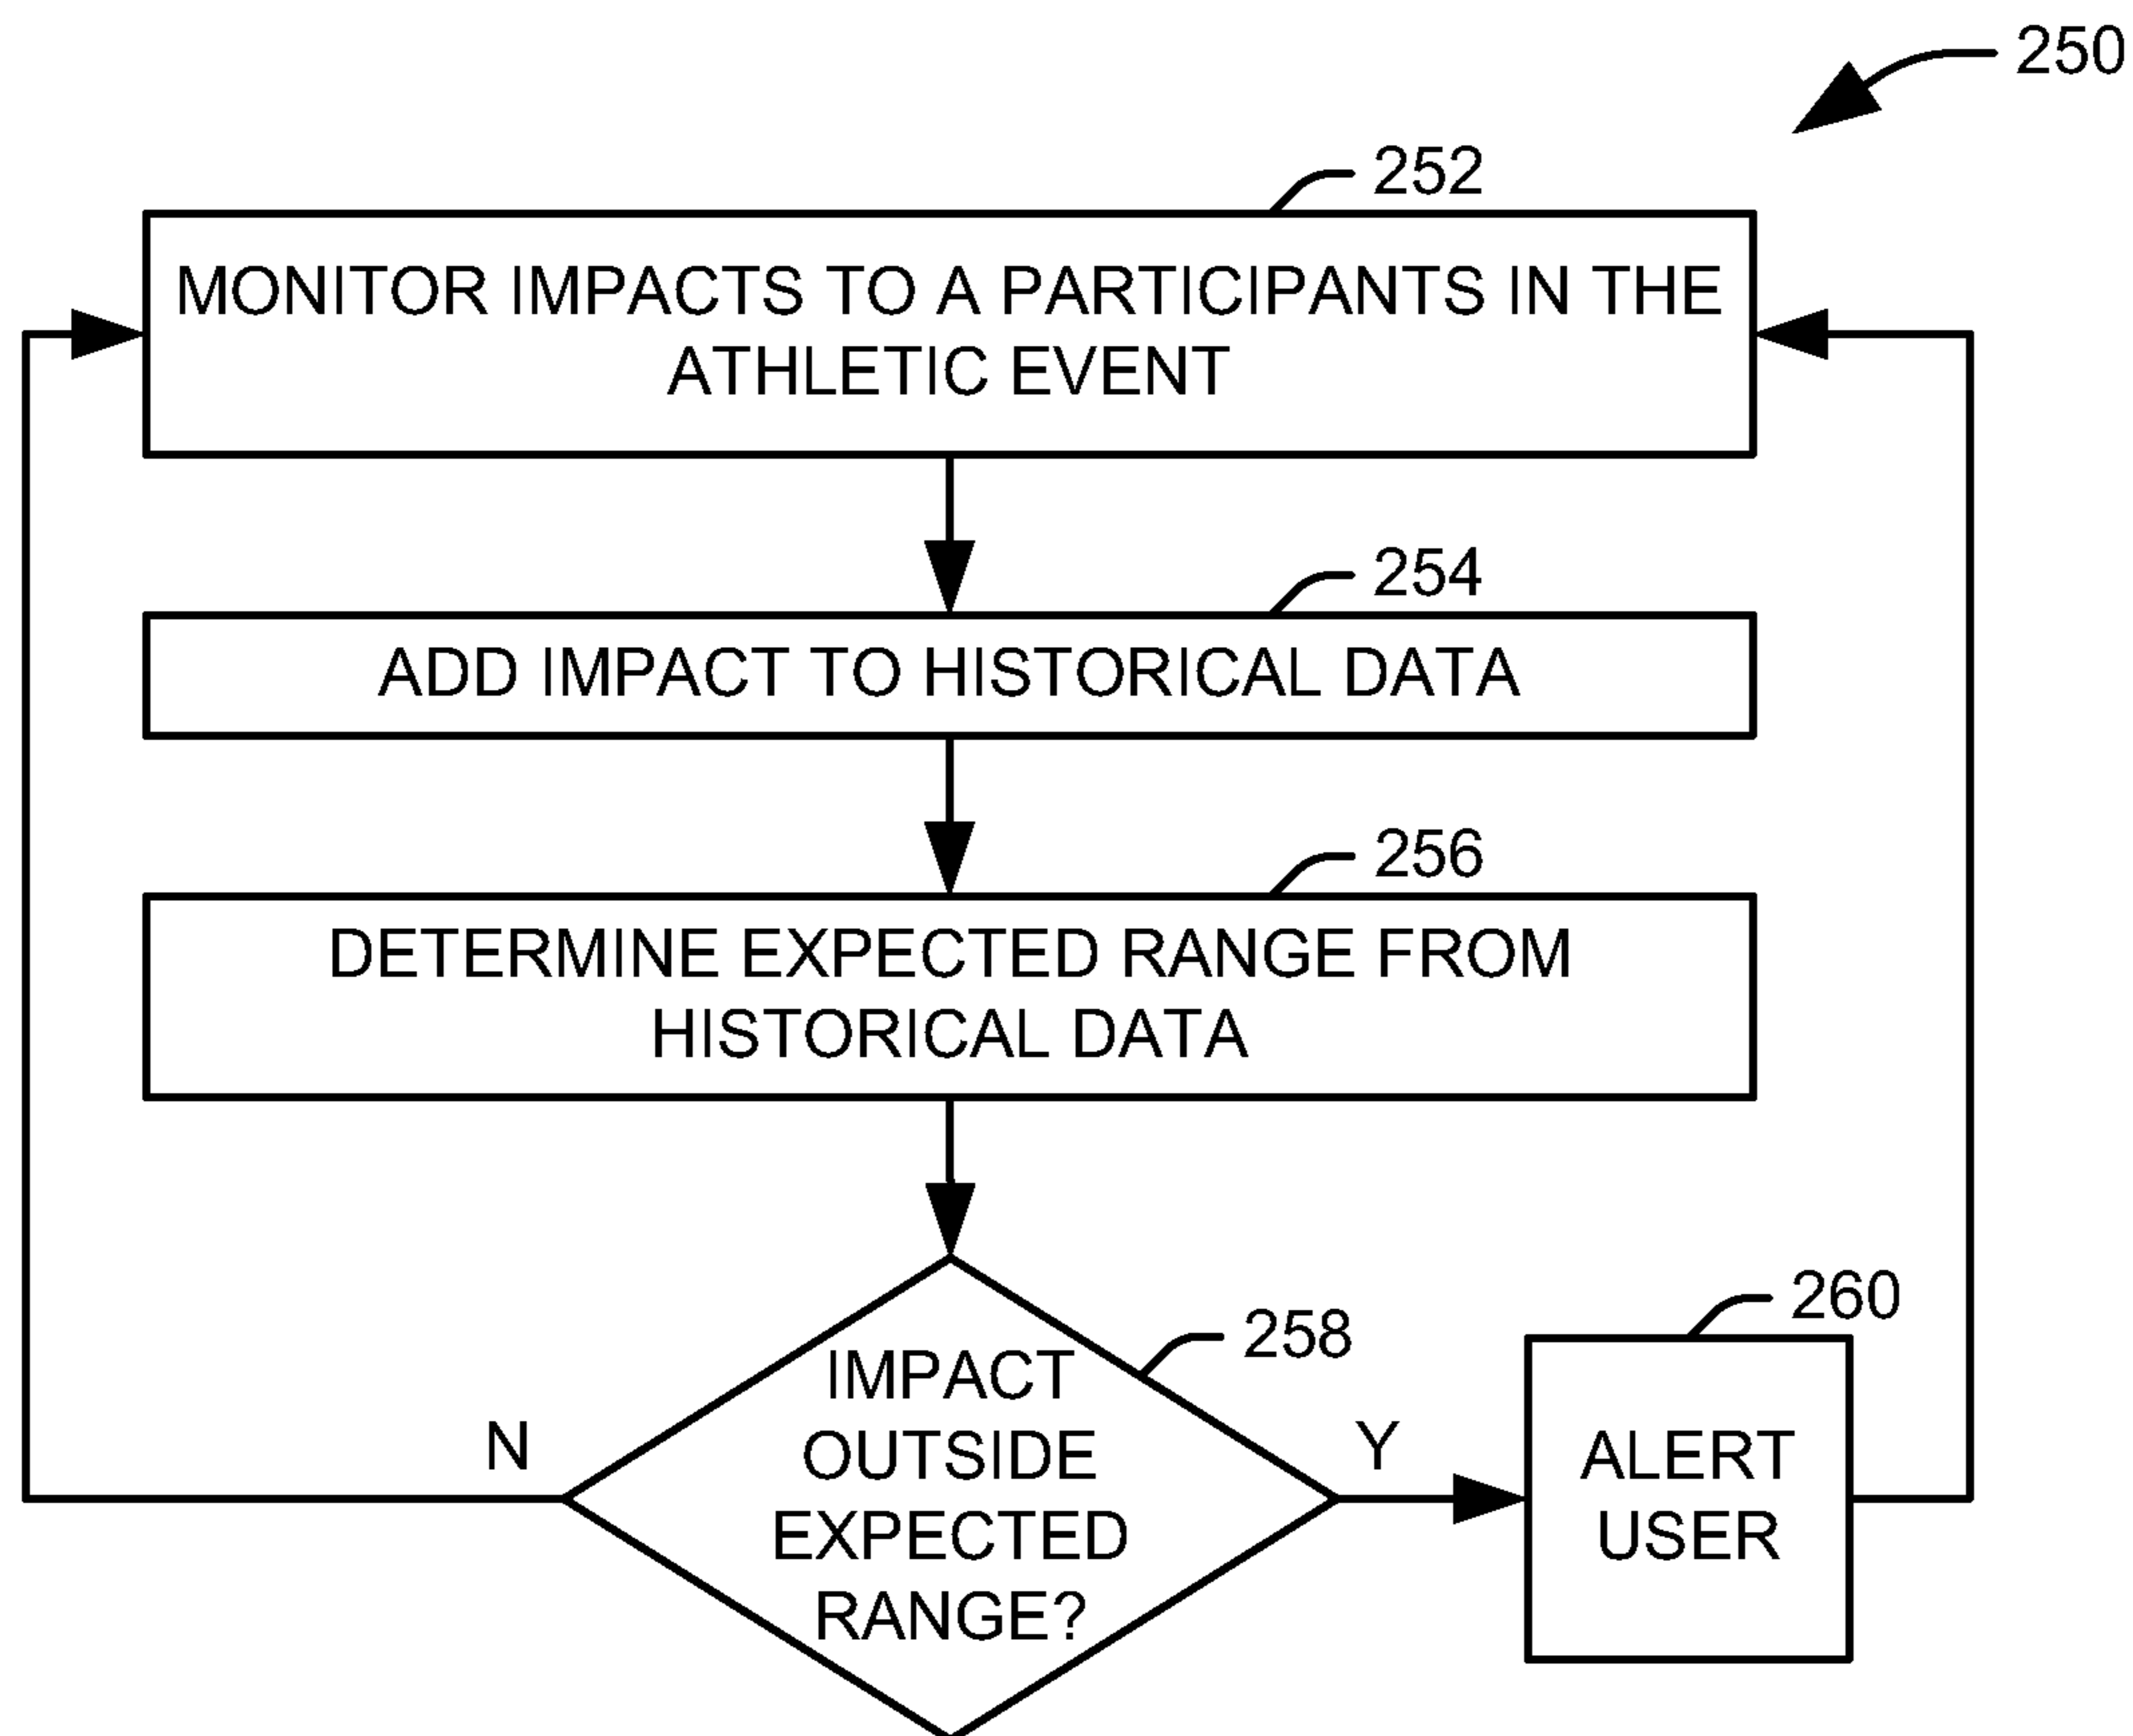 250
252
MONITOR IMPACTS TO A PARTICIPANTS IN THE
ATHLETIC EVENT
254
ADD IMPACT TO HISTORICAL DATA
256
DETERMINE EXPECTED RANGE FROM
HISTORICAL DATA
258
IMPACT
OUTSIDE
EXPECTED
RANGE?
N
Y
260
ALERT
USER